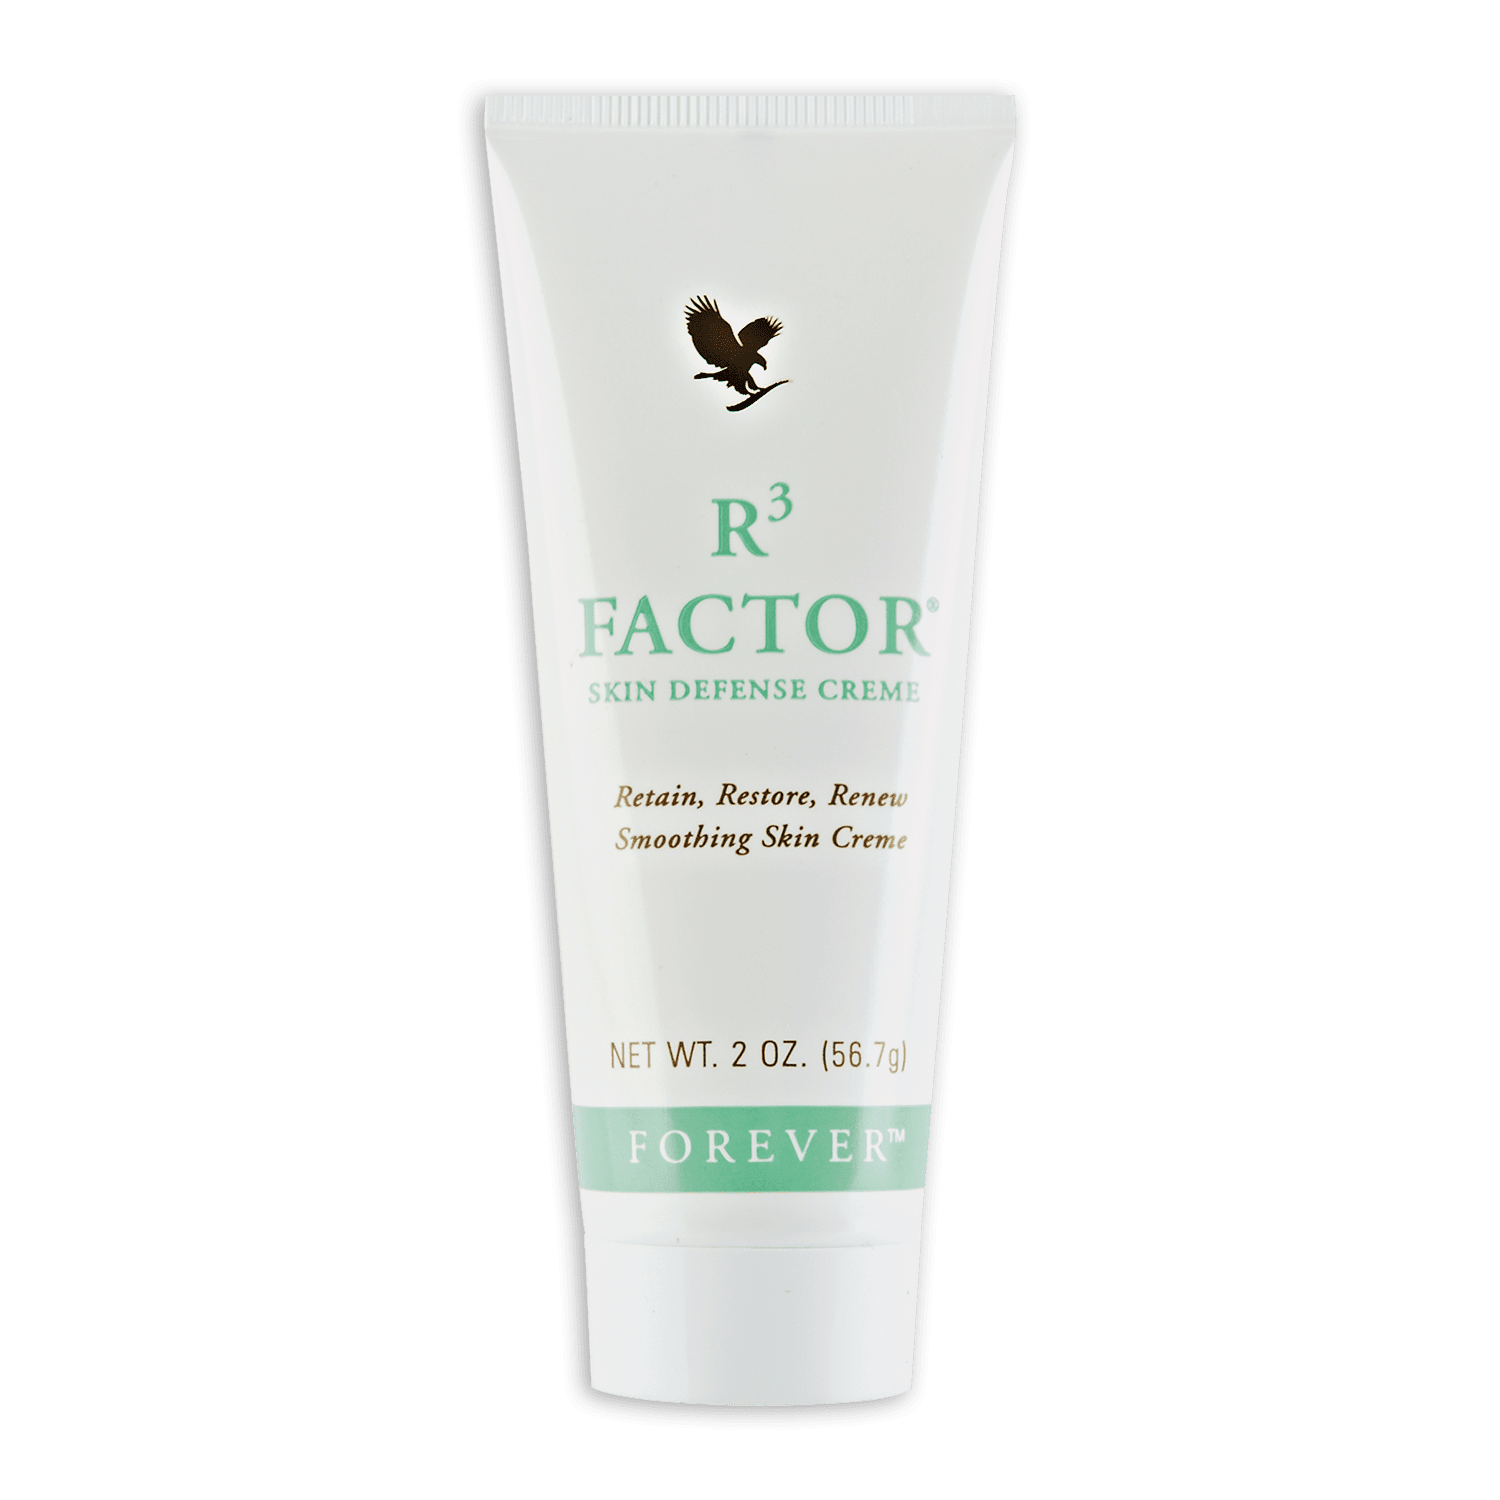 R³
FACTOR®
SKIN DEFENSE CREME
Retain, Restore, Renew
Smoothing Skin Creme
NET WT. 2 OZ. (56.7g)
FOREVER™